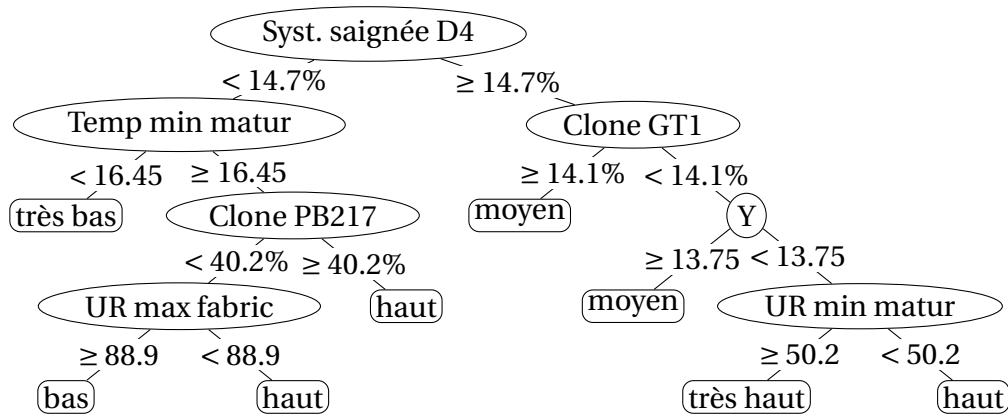 Syst. saignée D4
< 14.7% ≥ 14.7%
Temp min matur Clone GT1
< 16.45 ≥ 16.45 ≥ 14.1% < 14.1%
très bas Clone PB217 moyen Y
< 40.2% ≥ 40.2% ≥ 13.75 < 13.75
UR max fabric haut moyen UR min matur
≥ 88.9 < 88.9 ≥ 50.2 < 50.2
bas haut très haut haut